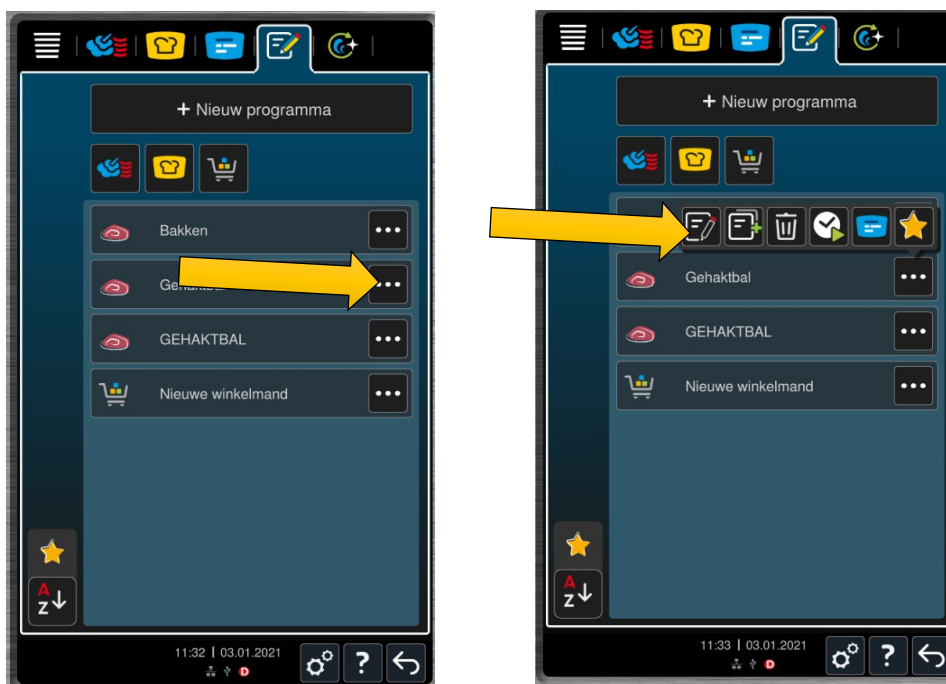 + Nieuw programma
Bakken
GEHAKTBAL
Nieuwe winkelmand
A
Z
11:32 | 03.01.2021
D
?
+ Nieuw programma
Gehaktbal
GEHAKTBAL
Nieuwe winkelmand
A
Z
11:33 | 03.01.2021
D
?